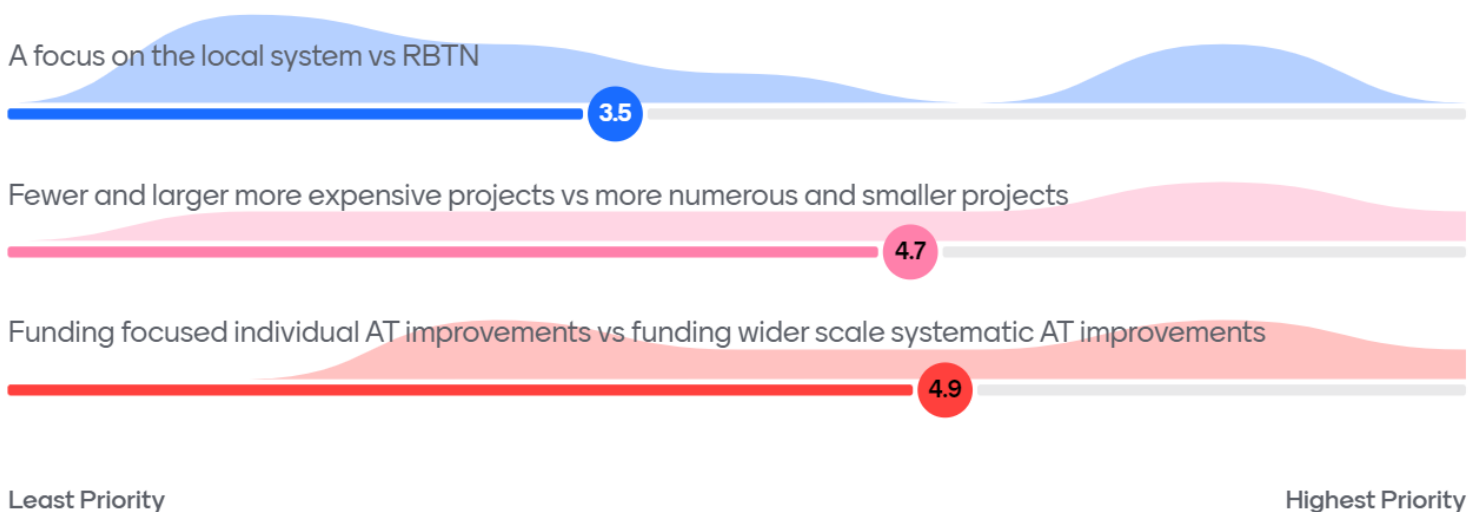 A focus on the local system vs RBTN
3.5
Fewer and larger more expensive projects vs more numerous and smaller projects
4.7
Funding focused individual AT improvements vs funding wider scale systematic AT improvements
4.9
Least Priority
Highest Priority